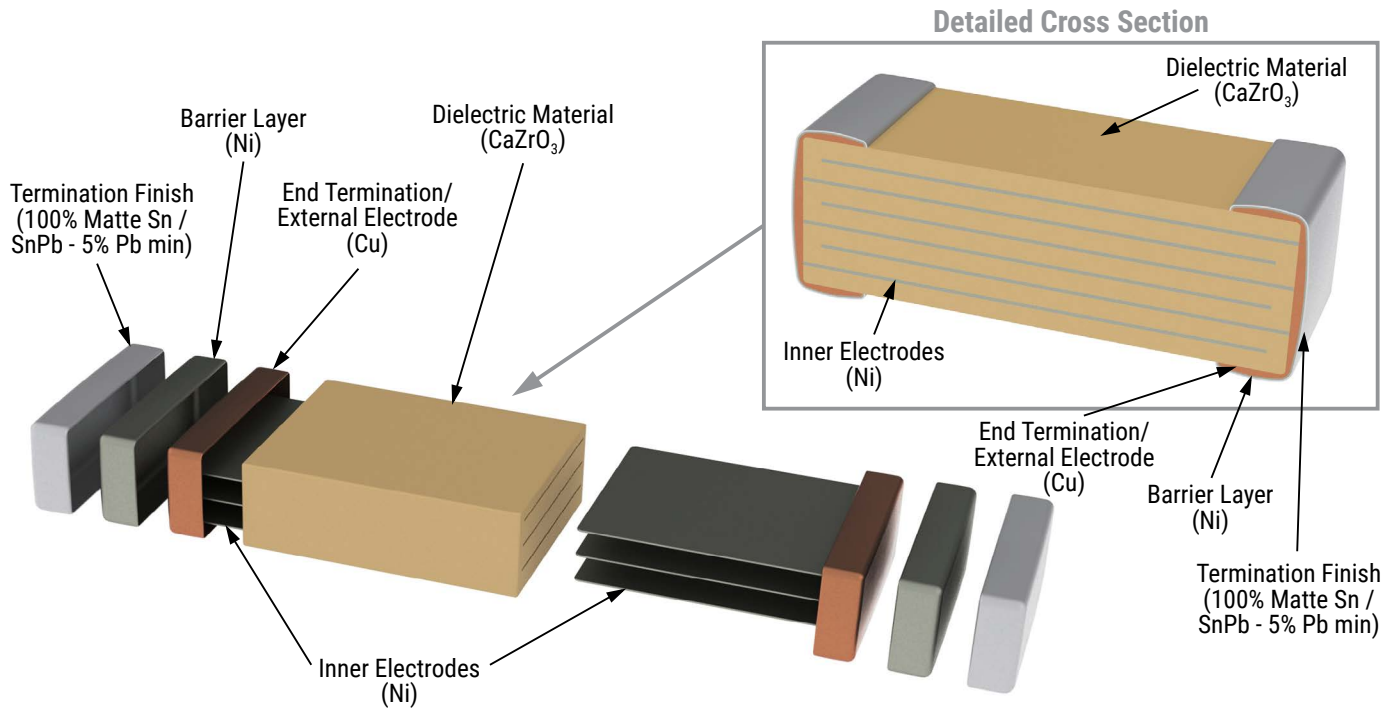 Detailed Cross Section
Dielectric Material
(CaZrO₃)
Inner Electrodes
(Ni)
End Termination/
External Electrode
(Cu)
Barrier Layer
(Ni)
Termination Finish
(100% Matte Sn /
SnPb - 5% Pb min)
Termination Finish
(100% Matte Sn /
SnPb - 5% Pb min)
Barrier Layer
(Ni)
End Termination/
External Electrode
(Cu)
Dielectric Material
(CaZrO₃)
Inner Electrodes
(Ni)